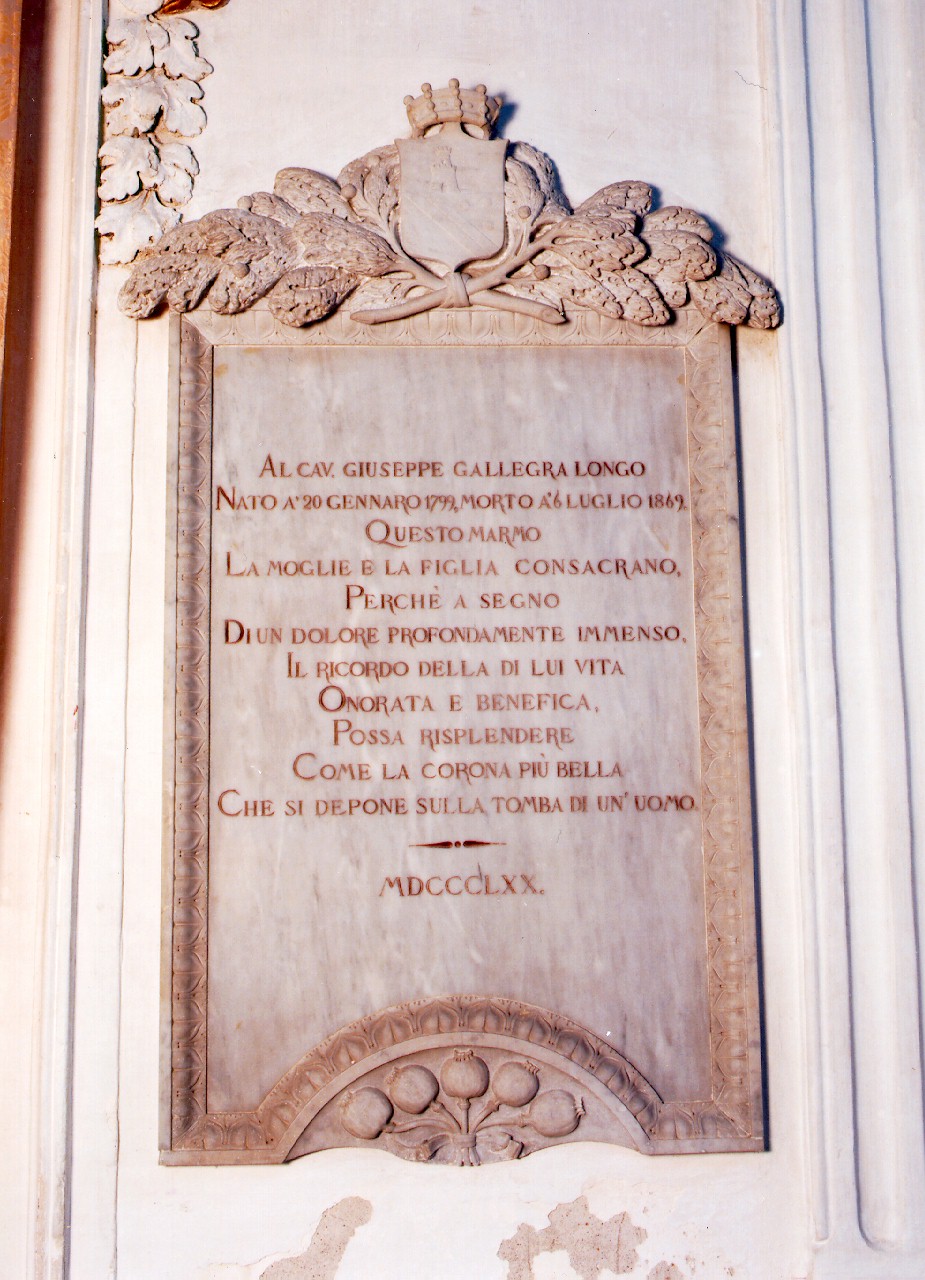 AL CAV. GIUSEPPE GALLEGRA LONGO
NATO A' 20 GENNARO 1799, MORTO A' 6 LUGLIO 1869.
QUESTO MARMO
LA MOGLIE E LA FIGLIA CONSACRANO,
PERCHÈ A SEGNO
DI UN DOLORE PROFONDAMENTE IMMENSO,
IL RICORDO DELLA DI LUI VITA
ONORATA E BENEFICA,
POSSA RISPLENDERE
COME LA CORONA PIÙ BELLA
CHE SI DEPONE SULLA TOMBA DI UN' UOMO.
MDCCCLXX.